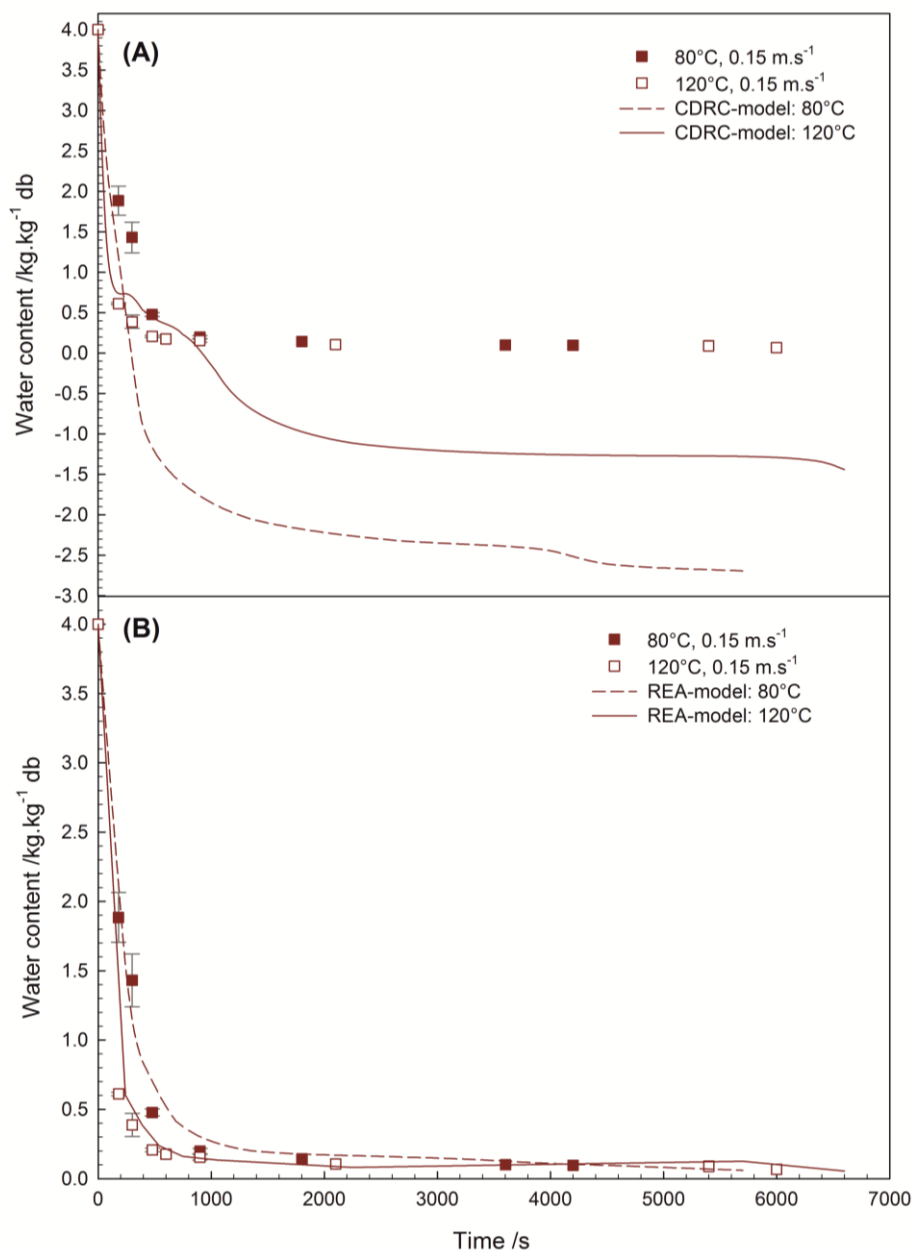 (A)
80°C, 0.15 m.s⁻¹
120°C, 0.15 m.s⁻¹
CDRC-model: 80°C
CDRC-model: 120°C
Water content /kg.kg⁻¹ db
4.0
3.5
3.0
2.5
2.0
1.5
1.0
0.5
0.0
-0.5
-1.0
-1.5
-2.0
-2.5
-3.0
(B)
80°C, 0.15 m.s⁻¹
120°C, 0.15 m.s⁻¹
REA-model: 80°C
REA-model: 120°C
Water content /kg.kg⁻¹ db
4.0
3.5
3.0
2.5
2.0
1.5
1.0
0.5
0.0
0 1000 2000 3000 4000 5000 6000 7000
Time /s